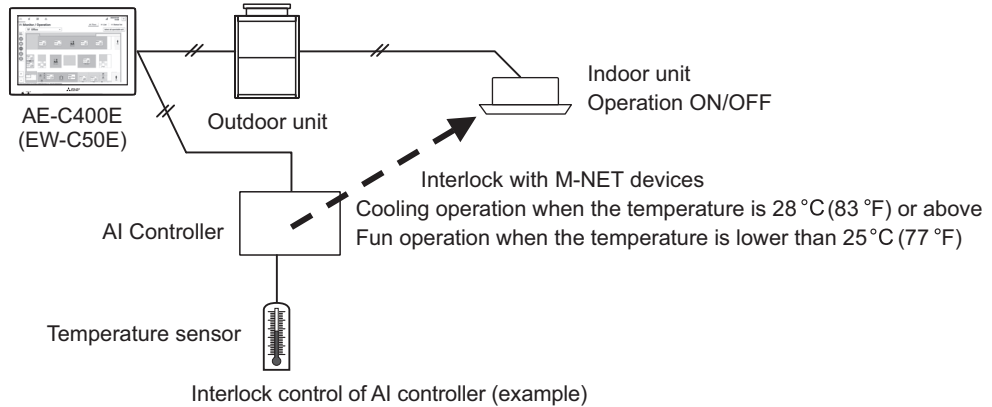 AE-C400E
(EW-C50E)
Outdoor unit
Indoor unit
Operation ON/OFF
Interlock with M-NET devices
Cooling operation when the temperature is 28 °C (83 °F) or above
Fun operation when the temperature is lower than 25°C (77 °F)
AI Controller
Temperature sensor
Interlock control of AI controller (example)